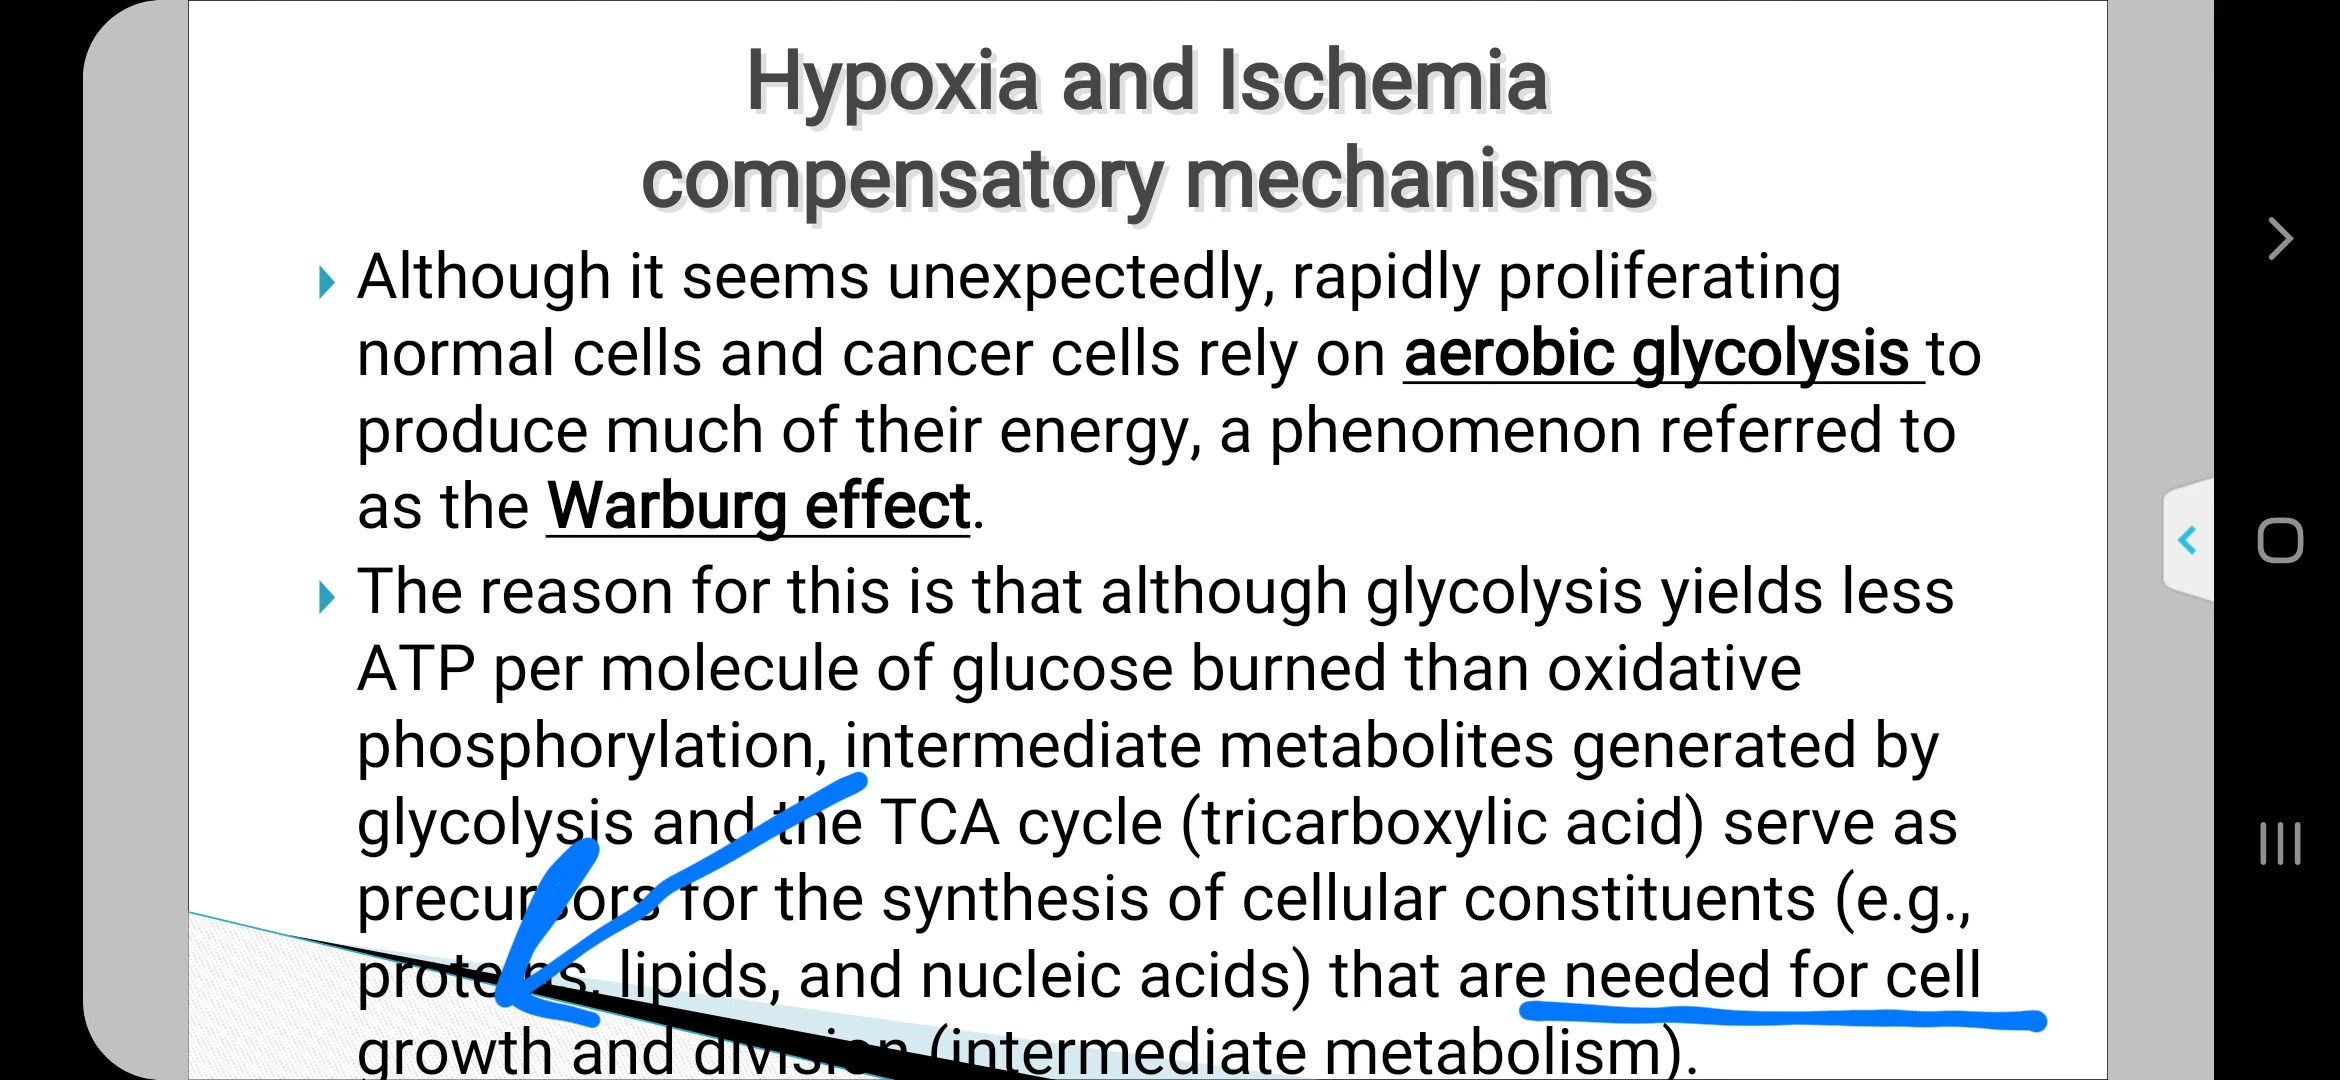 Hypoxia and Ischemia
compensatory mechanisms
Although it seems unexpectedly, rapidly proliferating
normal cells and cancer cells rely on aerobic glycolysis to
produce much of their energy, a phenomenon referred to
as the Warburg effect.
The reason for this is that although glycolysis yields less
ATP per molecule of glucose burned than oxidative
phosphorylation, intermediate metabolites generated by
glycolysis and the TCA cycle (tricarboxylic acid) serve as
precursors for the synthesis of cellular constituents (e.g.,
proteins, lipids, and nucleic acids) that are needed for cell
growth and division (intermediate metabolism).